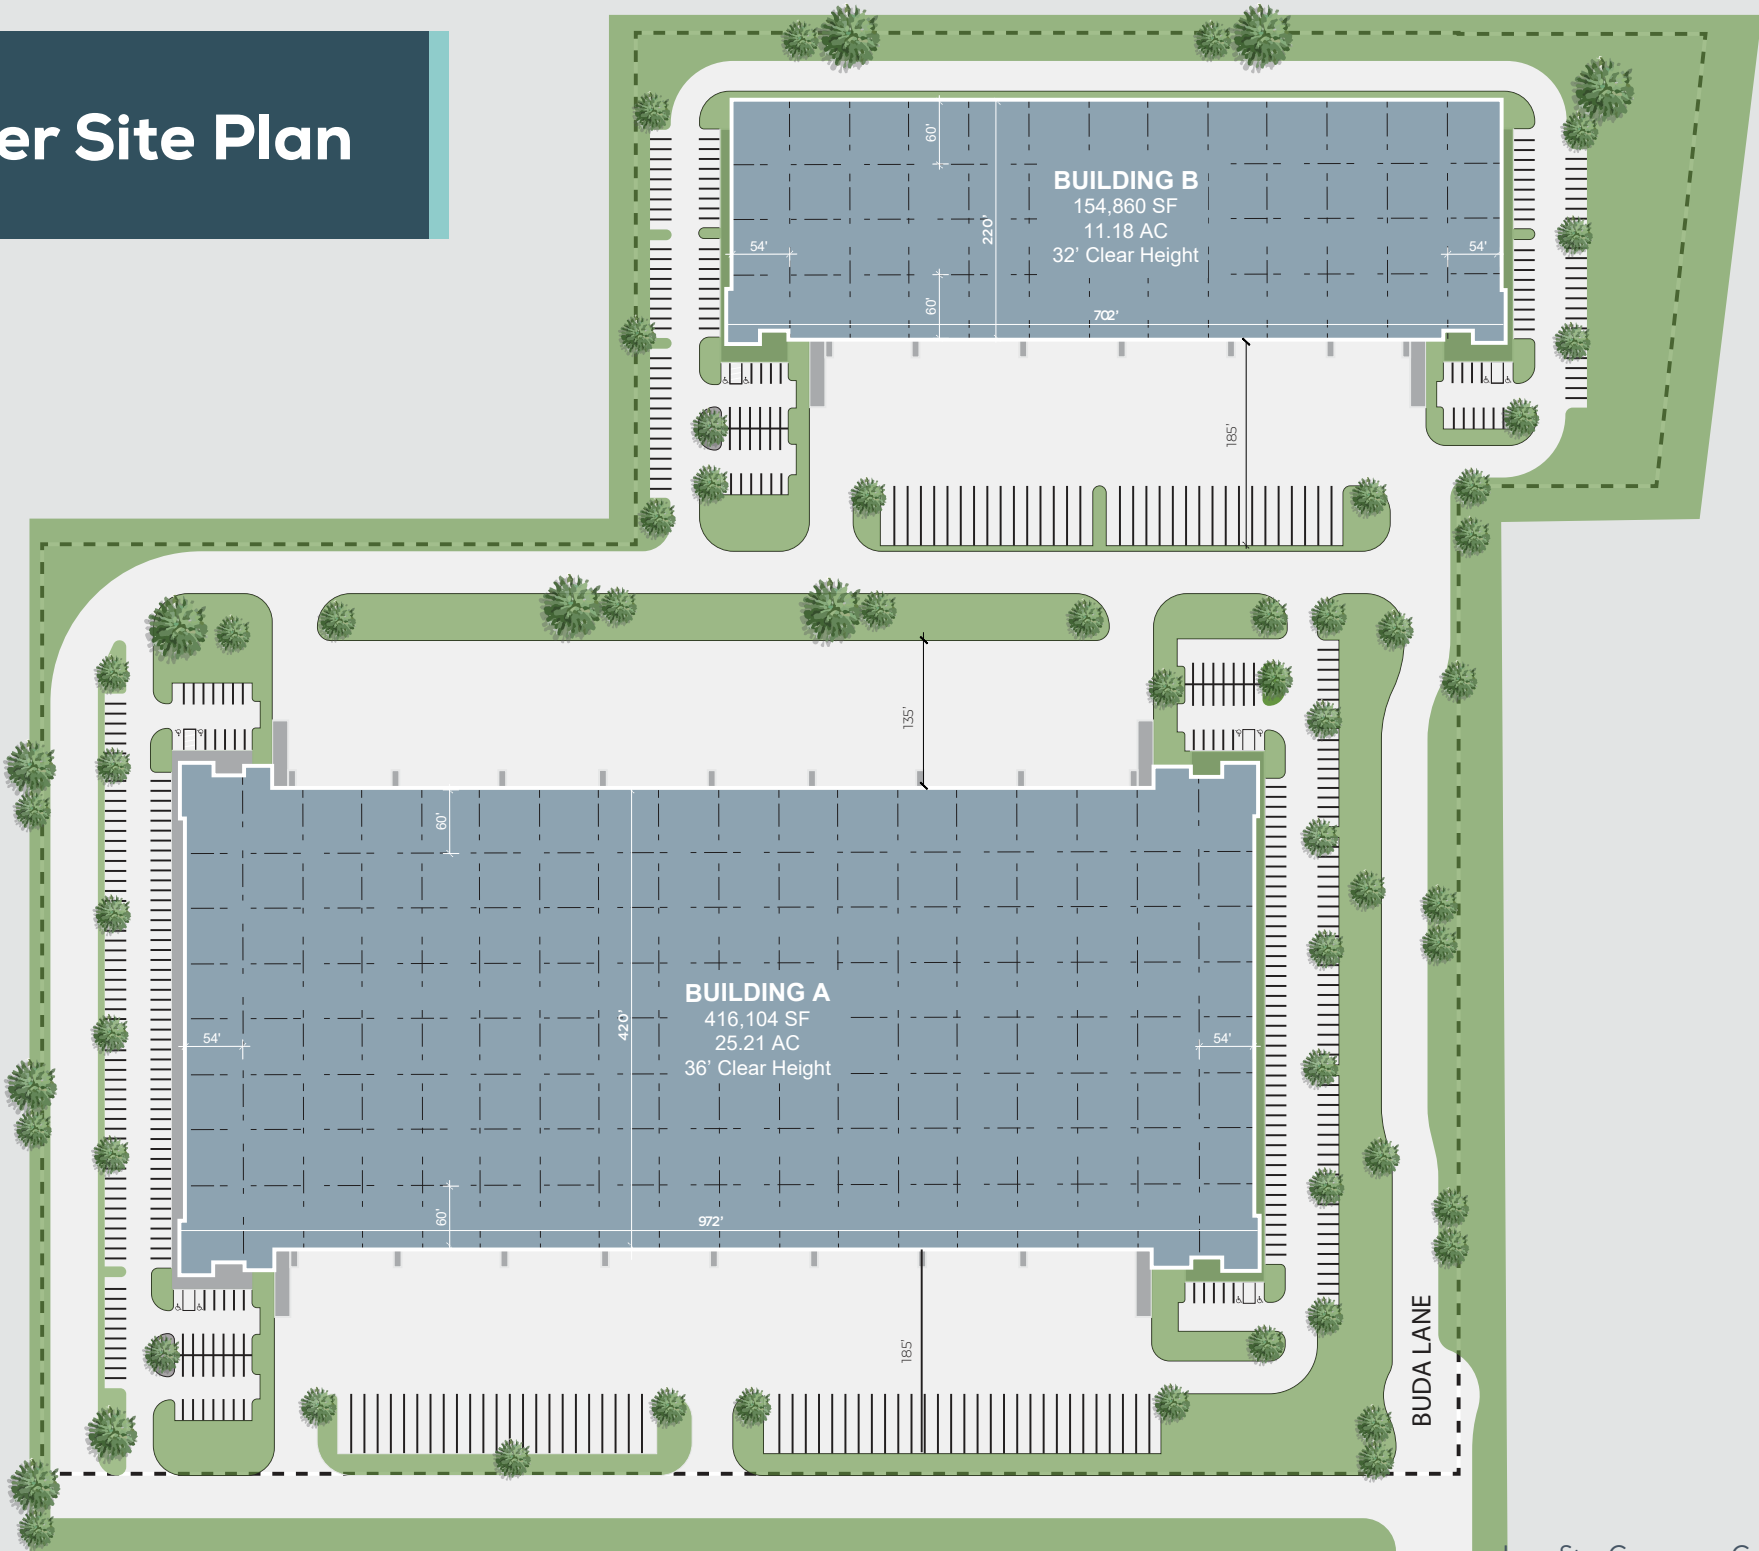 er Site Plan
60'
BUILDING B
154,860 SF
11.18 AC
32' Clear Height
220'
54'
54'
60'
702'
185'
135'
60'
BUILDING A
416,104 SF
25.21 AC
36' Clear Height
420'
54'
54'
60'
972'
185'
BUDA LANE